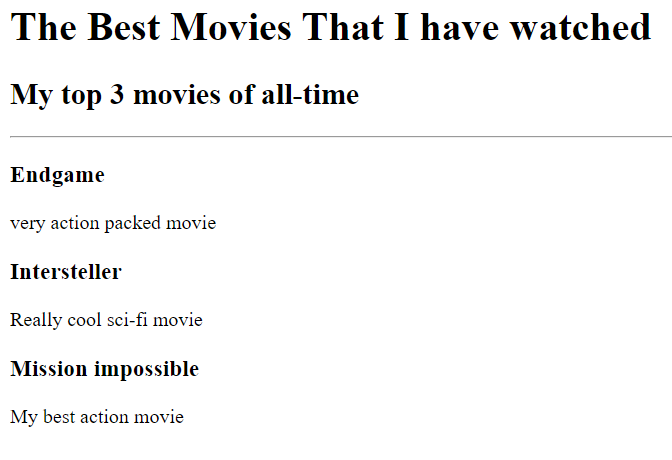 The Best Movies That I have watched
My top 3 movies of all-time
Endgame
very action packed movie
Intersteller
Really cool sci-fi movie
Mission impossible
My best action movie